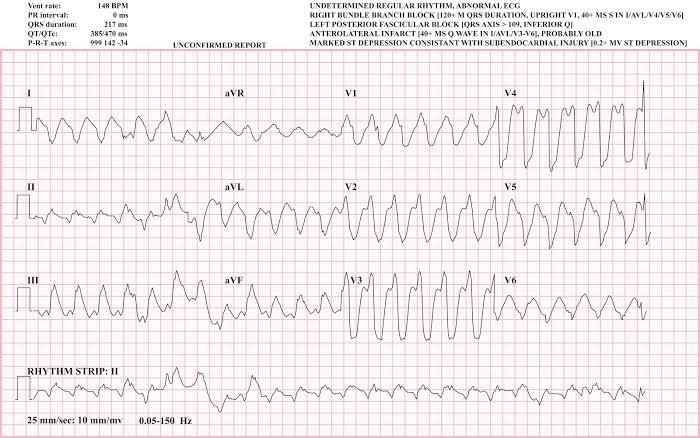 Vent rate: 148 BPM
PR interval: 0 ms
QRS duration: 217 ms
QT/QTc: 385/470 ms
P-R-T axes: 999 142 -34
UNCONFIRMED REPORT
UNDETERMINED REGULAR RHYTHM, ABNORMAL ECG
RIGHT BUNDLE BRANCH BLOCK [120+ M QRS DURATION, UPRIGHT V1, 40+ MS S IN I/AVL/V4/V5/V6]
LEFT POSTERIOR FASCICULAR BLOCK [QRS AXIS > 109, INFERIOR Q]
ANTEROLATERAL INFARCT [40+ MS Q WAVE IN I/AVL/V3-V6], PROBABLY OLD
MARKED ST DEPRESSION CONSISTANT WITH SUBENDOCARDIAL INJURY [0.2+ MV ST DEPRESSION]
I aVR V1 V4
II aVL V2 V5
III aVF V3 V6
RHYTHM STRIP: II
25 mm/sec: 10 mm/mv 0.05-150 Hz